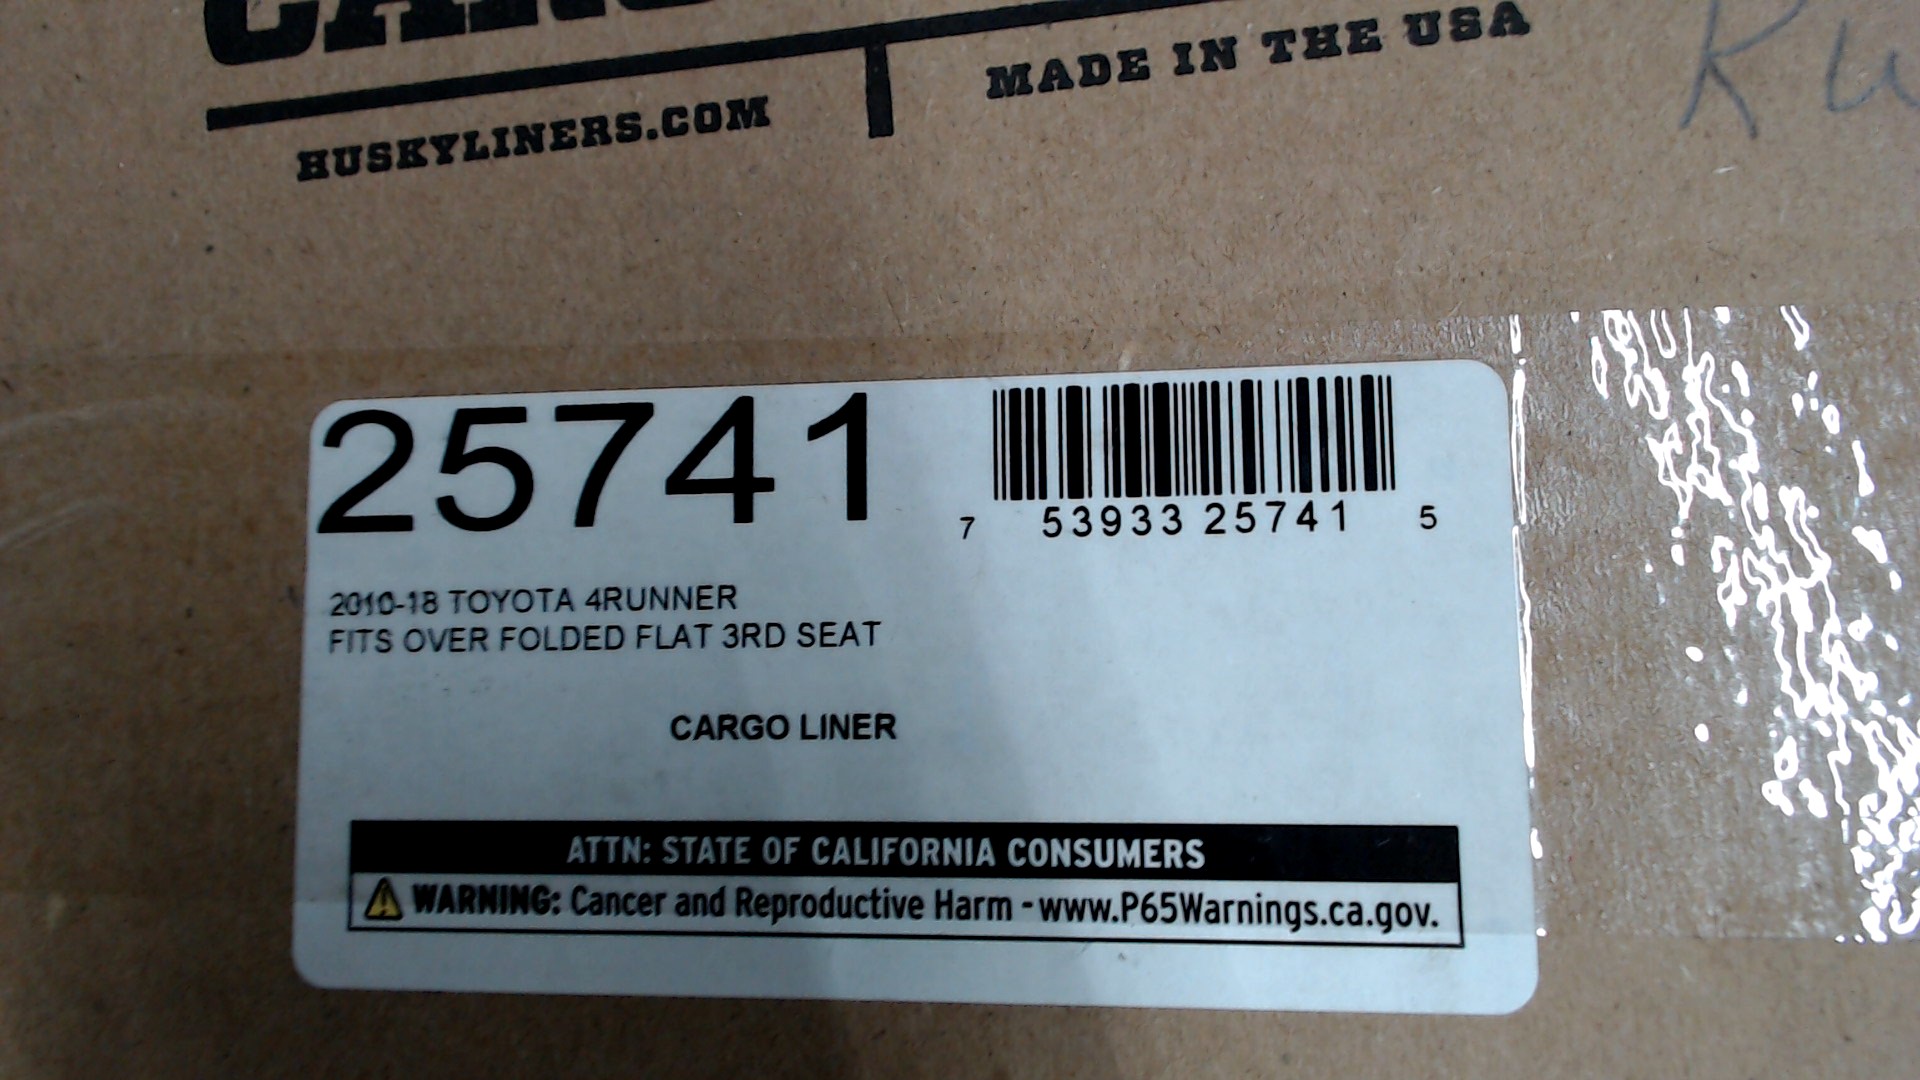 HUSKYLINERS.COM
MADE IN THE USA
25741
7 53933 25741 5
2010-18 TOYOTA 4RUNNER
FITS OVER FOLDED FLAT 3RD SEAT
CARGO LINER
ATTN: STATE OF CALIFORNIA CONSUMERS
WARNING: Cancer and Reproductive Harm - www.P65Warnings.ca.gov.